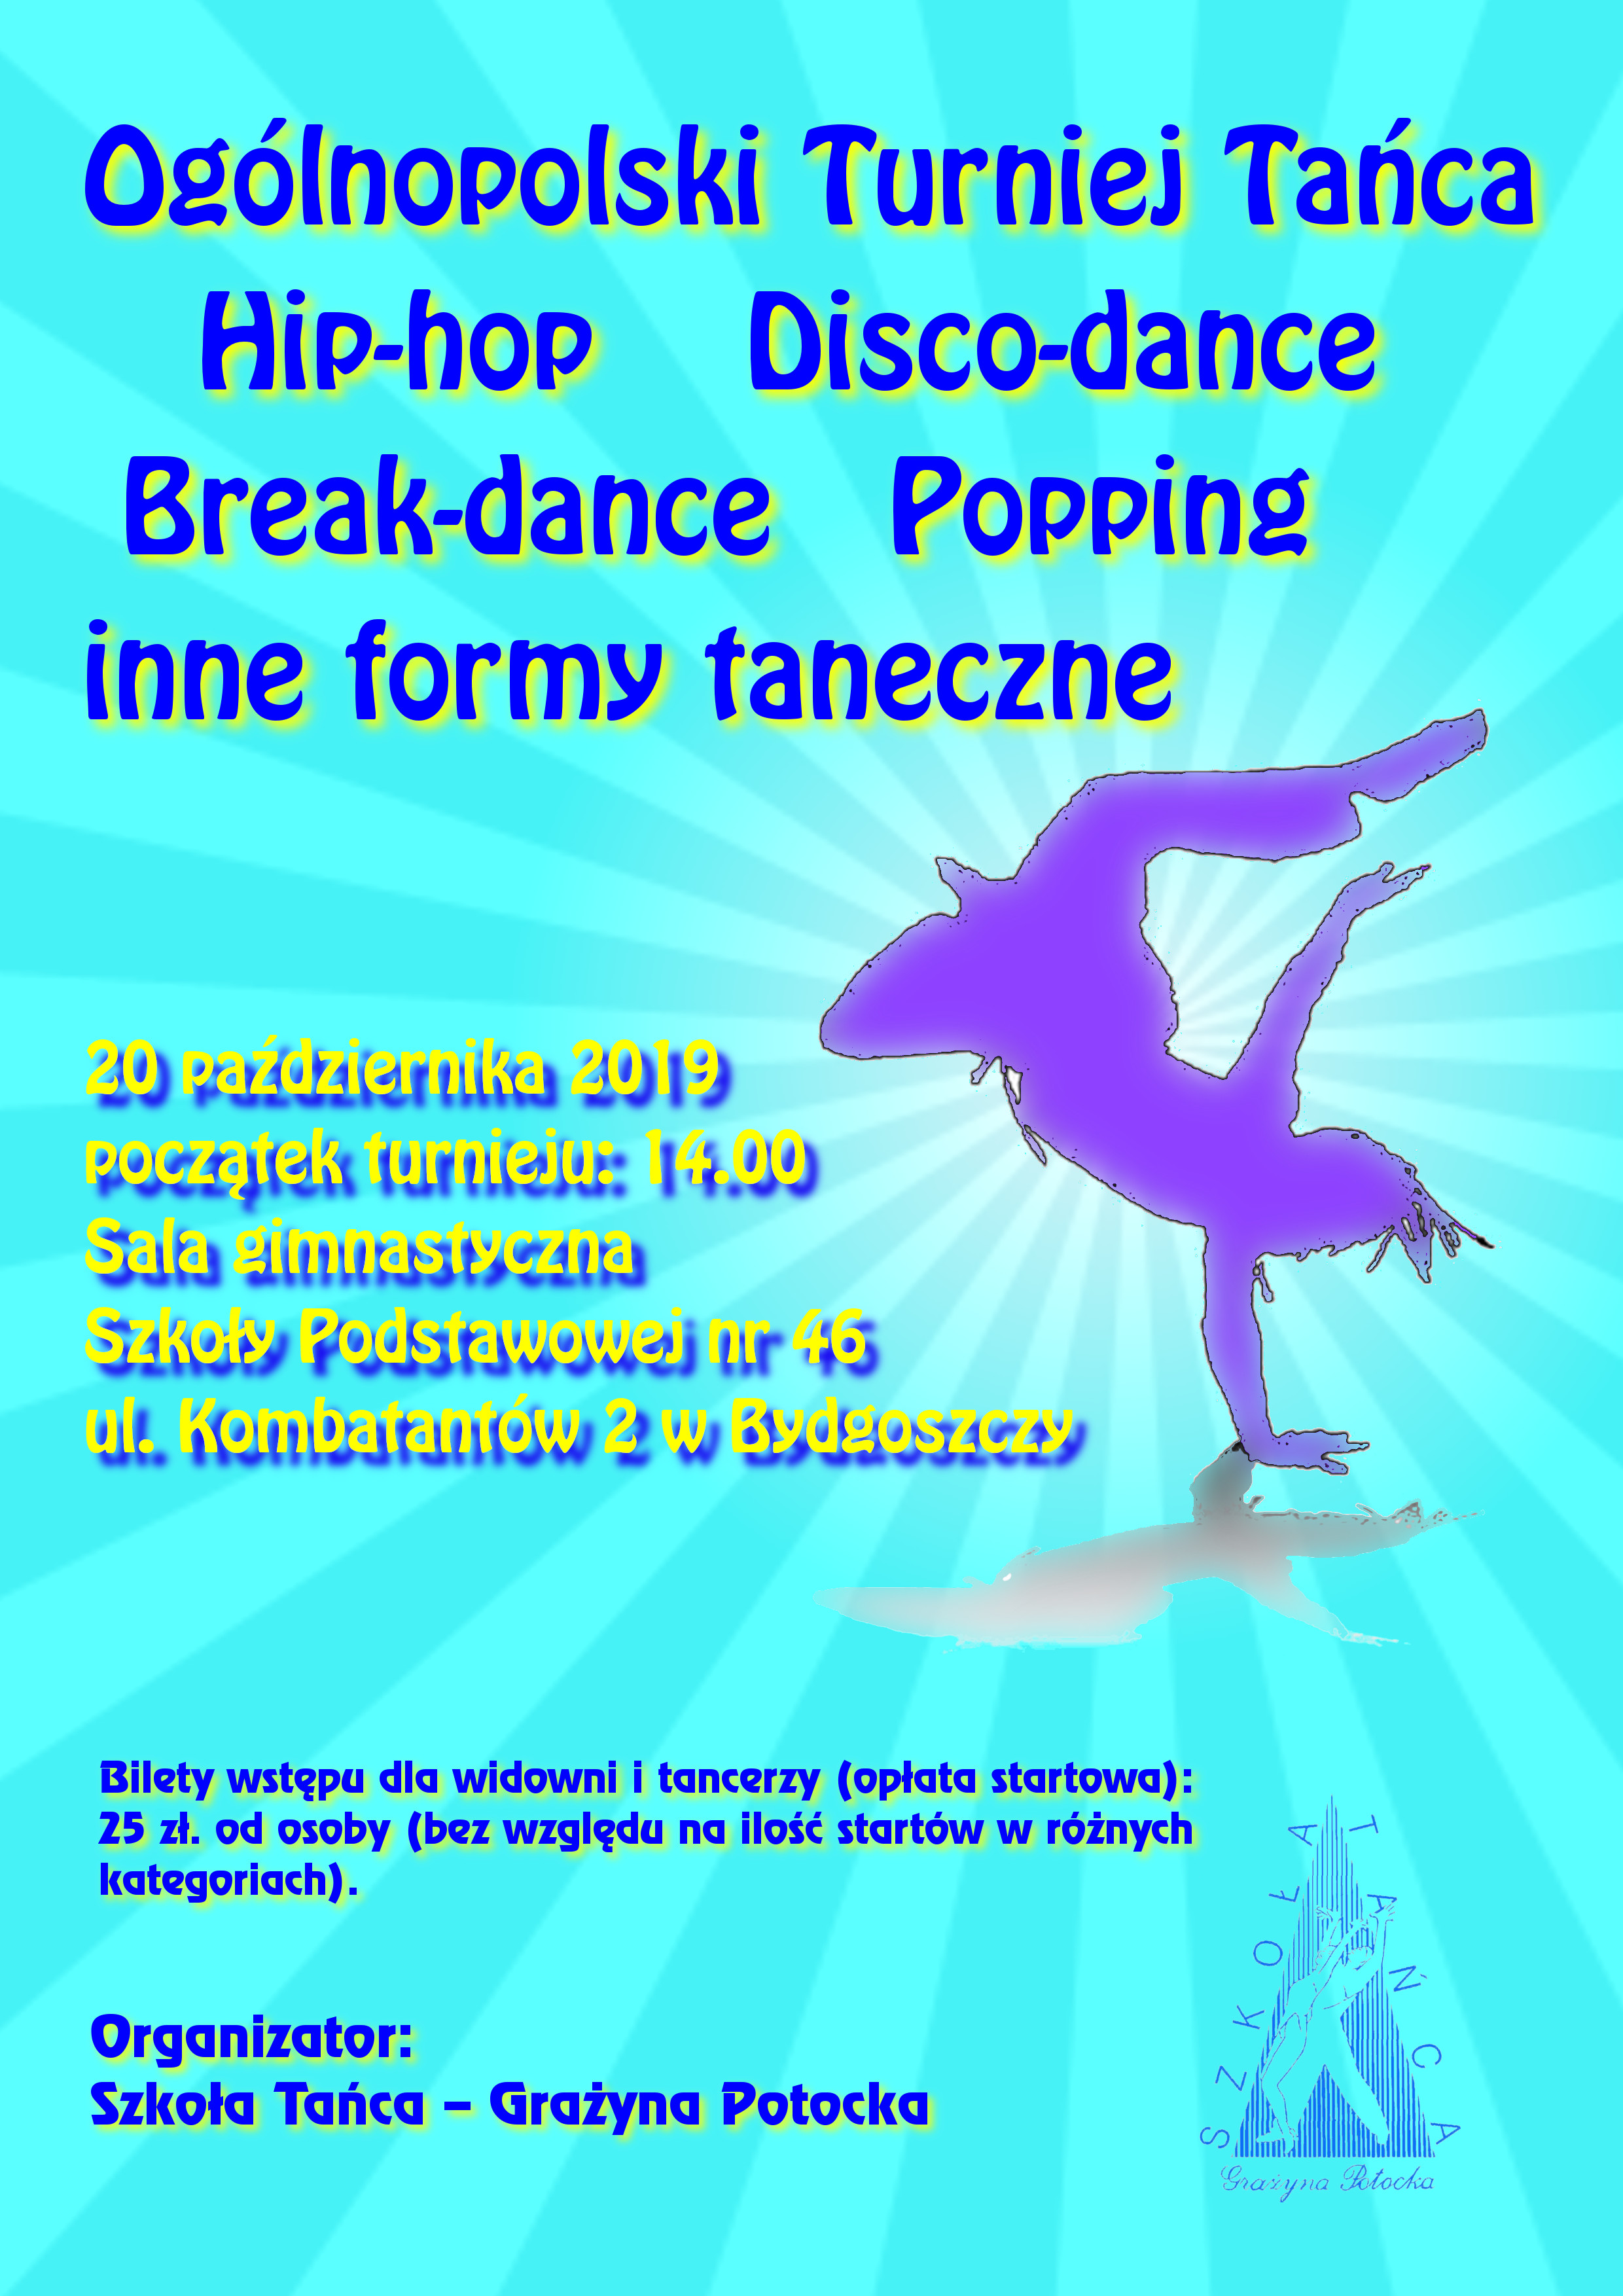 Ogólnopolski Turniej Tańca
Hip-hop Disco-dance
Break-dance Popping
inne formy taneczne
20 października 2019
początek turnieju: 14.00
Sala gimnastyczna
Szkoły Podstawowej nr 46
ul. Kombatantów 2 w Bydgoszczy
Bilety wstępu dla widowni i tancerzy (opłata startowa):
25 zł. od osoby (bez względu na ilość startów w różnych
kategoriach).
Organizator:
Szkoła Tańca – Grażyna Potocka
SZKOŁA TAŃCA
Grażyna Potocka